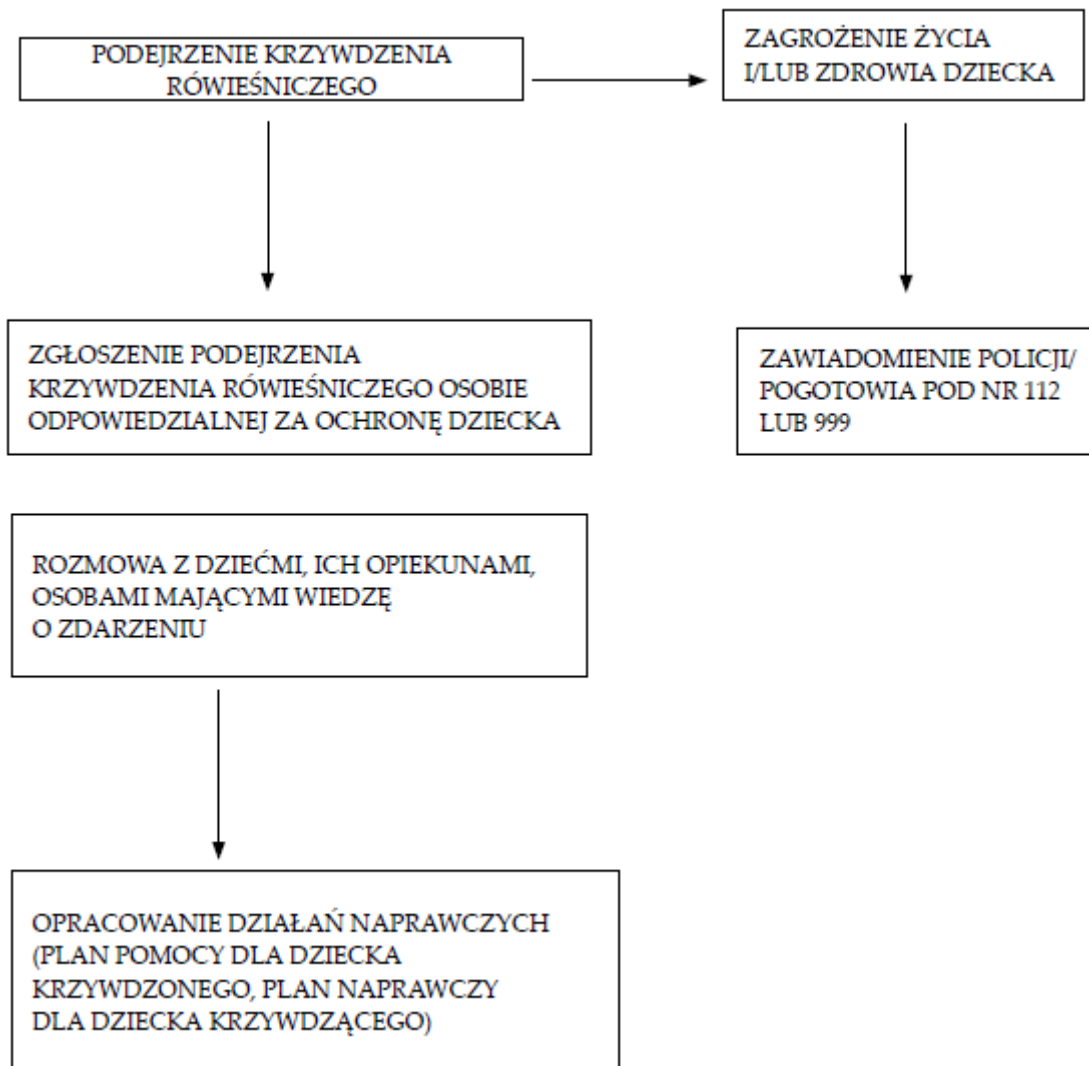 PODEJRZENIE KRZYWDZENIA
RÓWIEŚNICZEGO
ZAGROŻENIE ŻYCIA
I/LUB ZDROWIA DZIECKA
ZGŁOSZENIE PODEJRZENIA
KRZYWDZENIA RÓWIEŚNICZEGO OSOBIE
ODPOWIEDZIALNEJ ZA OCHRONĘ DZIECKA
ZAWIADOMIENIE POLICJI/
POGOTOWIA POD NR 112
LUB 999
ROZMOWA Z DZIEĆMI, ICH OPIEKUNAMI,
OSOBAMI MAJĄCYMI WIEDZĘ
O ZDARZENIU
OPRACOWANIE DZIAŁAŃ NAPRAWCZYCH
(PLAN POMOCY DLA DZIECKA
KRZYWDZONEGO, PLAN NAPRAWCZY
DLA DZIECKA KRZYWDZĄCEGO)